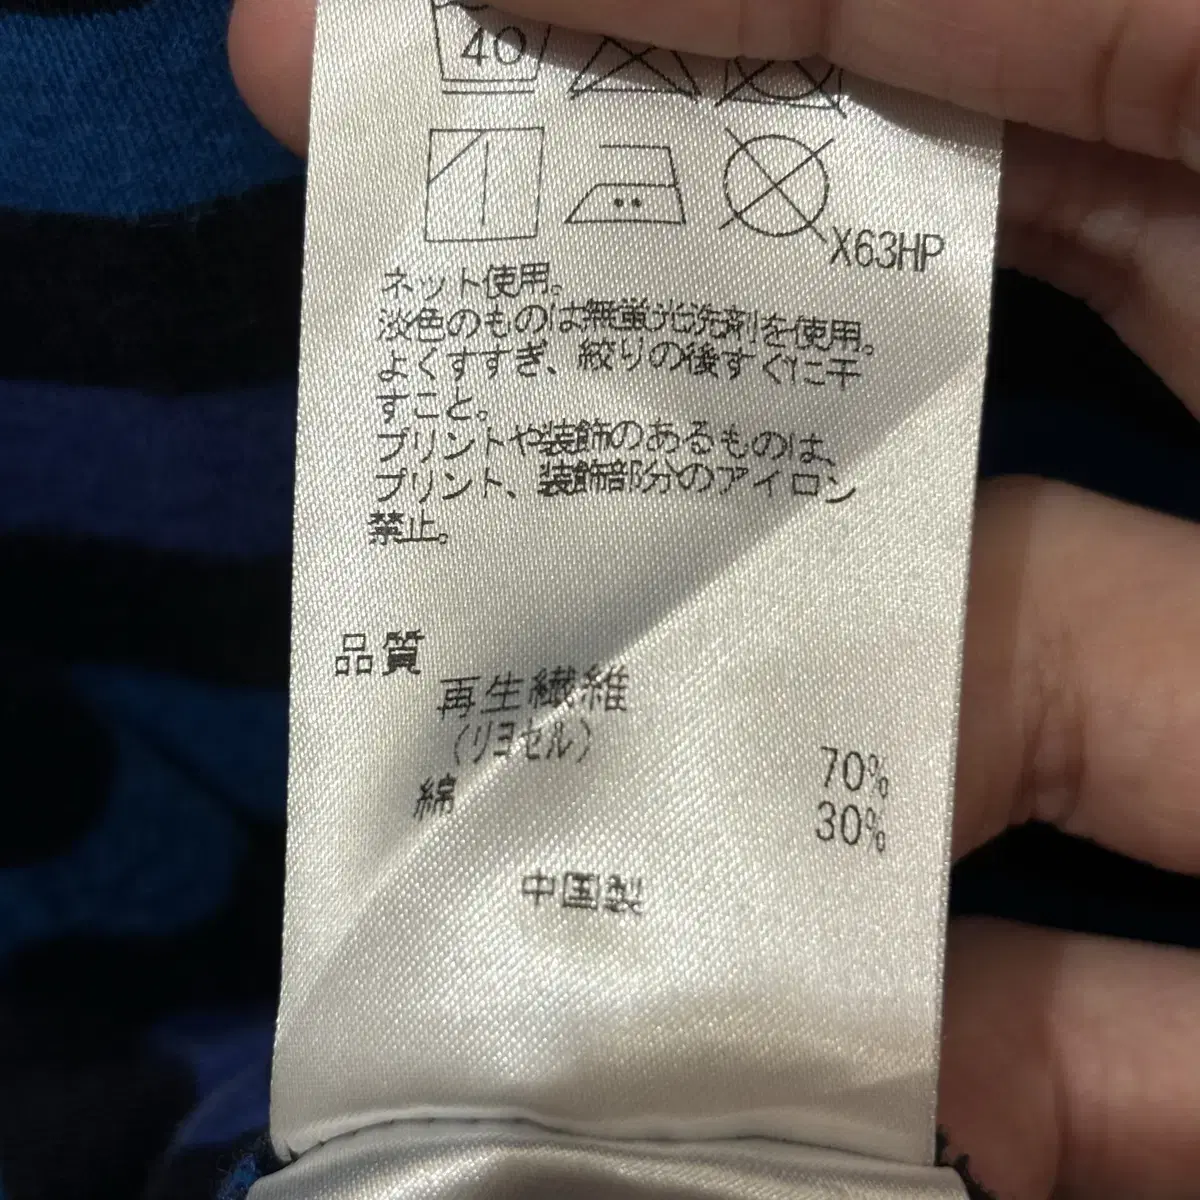 40
X63HP
ネット使用。
淡色のものは無蛍光洗剤を使用。
よくすすぎ、絞りの後すぐに干
すこと。
プリントや装飾のあるものは、
プリント、装飾部分のアイロン
禁止。
品質
再生繊維
(リヨセル) 70%
綿 30%
中国製